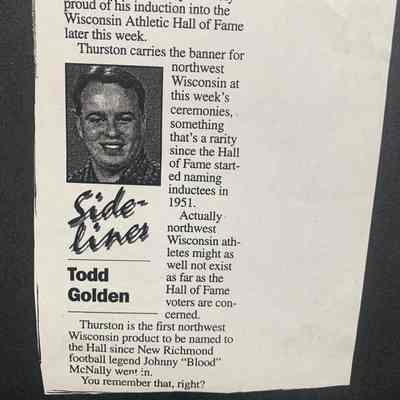 proud of his induction into the
Wisconsin Athletic Hall of Fame
later this week.
Thurston carries the banner for
northwest
Wisconsin at
this week's
ceremonies,
something
that's a rarity
since the Hall
of Fame start-
ed naming
inductees in
1951.
Actually
northwest
Wisconsin ath-
letes might as
well not exist
as far as the
Hall of Fame
voters are con-
cerned.
Side-
lines
Todd
Golden
Thurston is the first northwest
Wisconsin product to be named to
the Hall since New Richmond
football legend Johnny “Blood”
McNally went in.
You remember that, right?